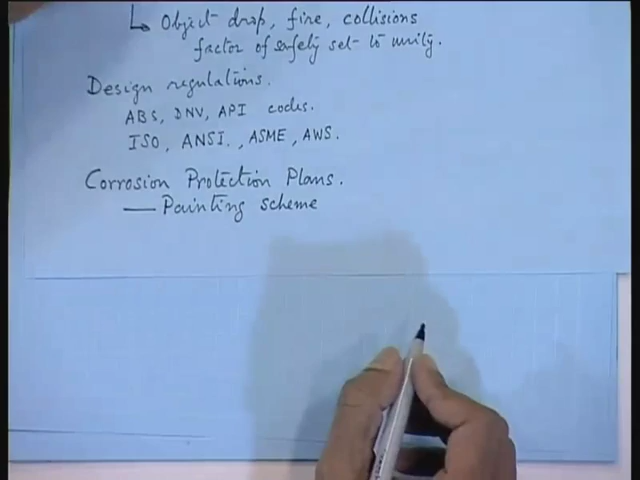 Object drop, fire, collisions
factor of safety set to unity.
Design regulations.
ABS, DNV, API codes.
ISO, ANSI., ASME, AWS.
Corrosion Protection Plans.
— Painting scheme